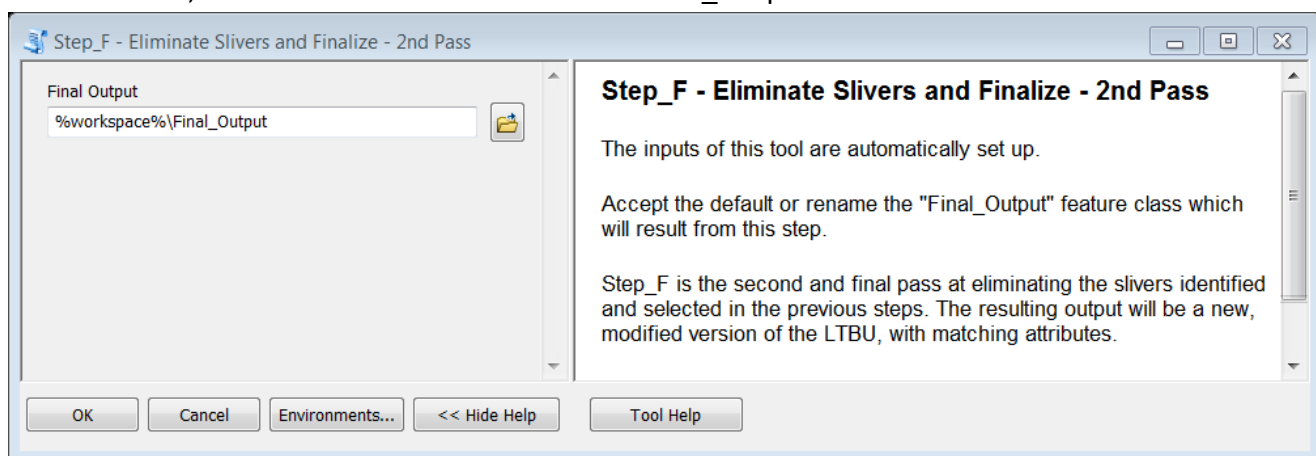 Step_F - Eliminate Slivers and Finalize - 2nd Pass
Final Output
%workspace%\Final_Output
Step_F - Eliminate Slivers and Finalize - 2nd Pass
The inputs of this tool are automatically set up.
Accept the default or rename the "Final_Output" feature class which
will result from this step.
Step_F is the second and final pass at eliminating the slivers identified
and selected in the previous steps. The resulting output will be a new,
modified version of the LTBU, with matching attributes.
OK
Cancel
Environments...
<< Hide Help
Tool Help